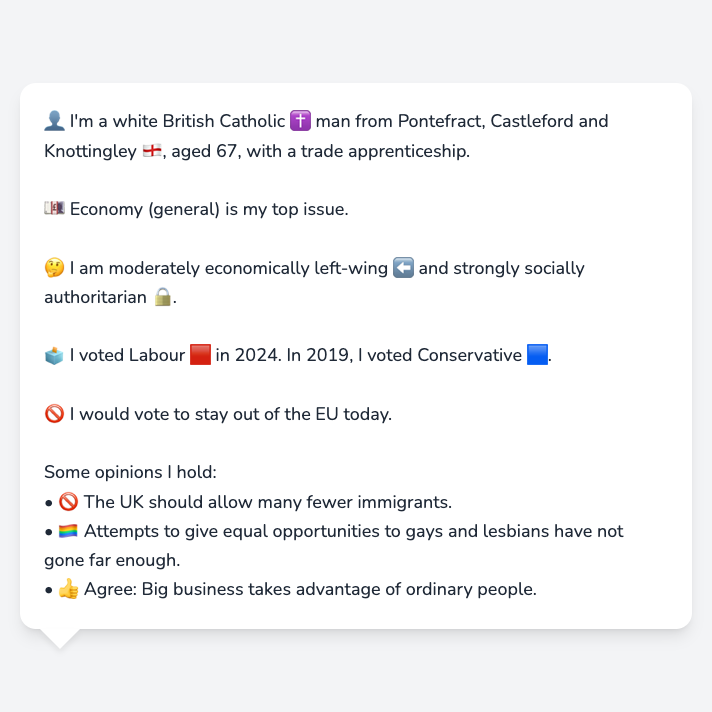 👤 I'm a white British Catholic ✝️ man from Pontefract, Castleford and
Knottingley 🏴󠁧󠁢󠁥󠁮󠁧󠁿, aged 67, with a trade apprenticeship.
💷 Economy (general) is my top issue.
🤔 I am moderately economically left-wing ⬅️ and strongly socially
authoritarian 🔒.
🗳️ I voted Labour 🟥 in 2024. In 2019, I voted Conservative 🟦.
🚫 I would vote to stay out of the EU today.
Some opinions I hold:
• 🚫 The UK should allow many fewer immigrants.
• 🏳️‍🌈 Attempts to give equal opportunities to gays and lesbians have not
gone far enough.
• 👍 Agree: Big business takes advantage of ordinary people.